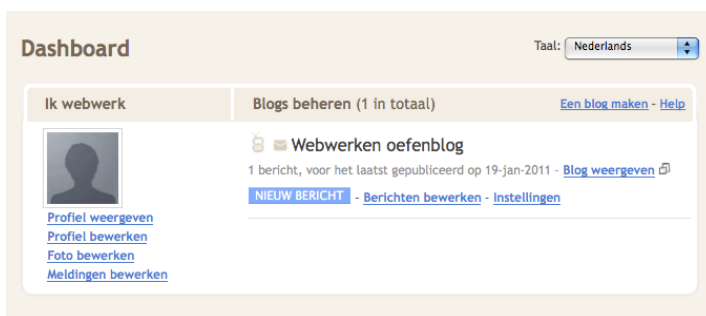 Dashboard
Taal: Nederlands
Ik webwerk
Blogs beheren (1 in totaal)
Een blog maken - Help
Webwerken oefenblog
1 bericht, voor het laatst gepubliceerd op 19-jan-2011 - Blog weergeven
NIEUW BERICHT - Berichten bewerken - Instellingen
Profiel weergeven
Profiel bewerken
Foto bewerken
Meldingen bewerken